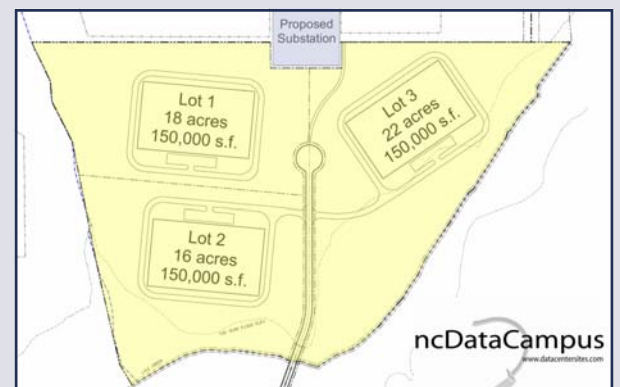 Proposed
Substation
Lot 1
18 acres
150,000 s.f.
Lot 3
22 acres
150,000 s.f.
Lot 2
16 acres
150,000 s.f.
ncDataCampus
www.datacentersites.com